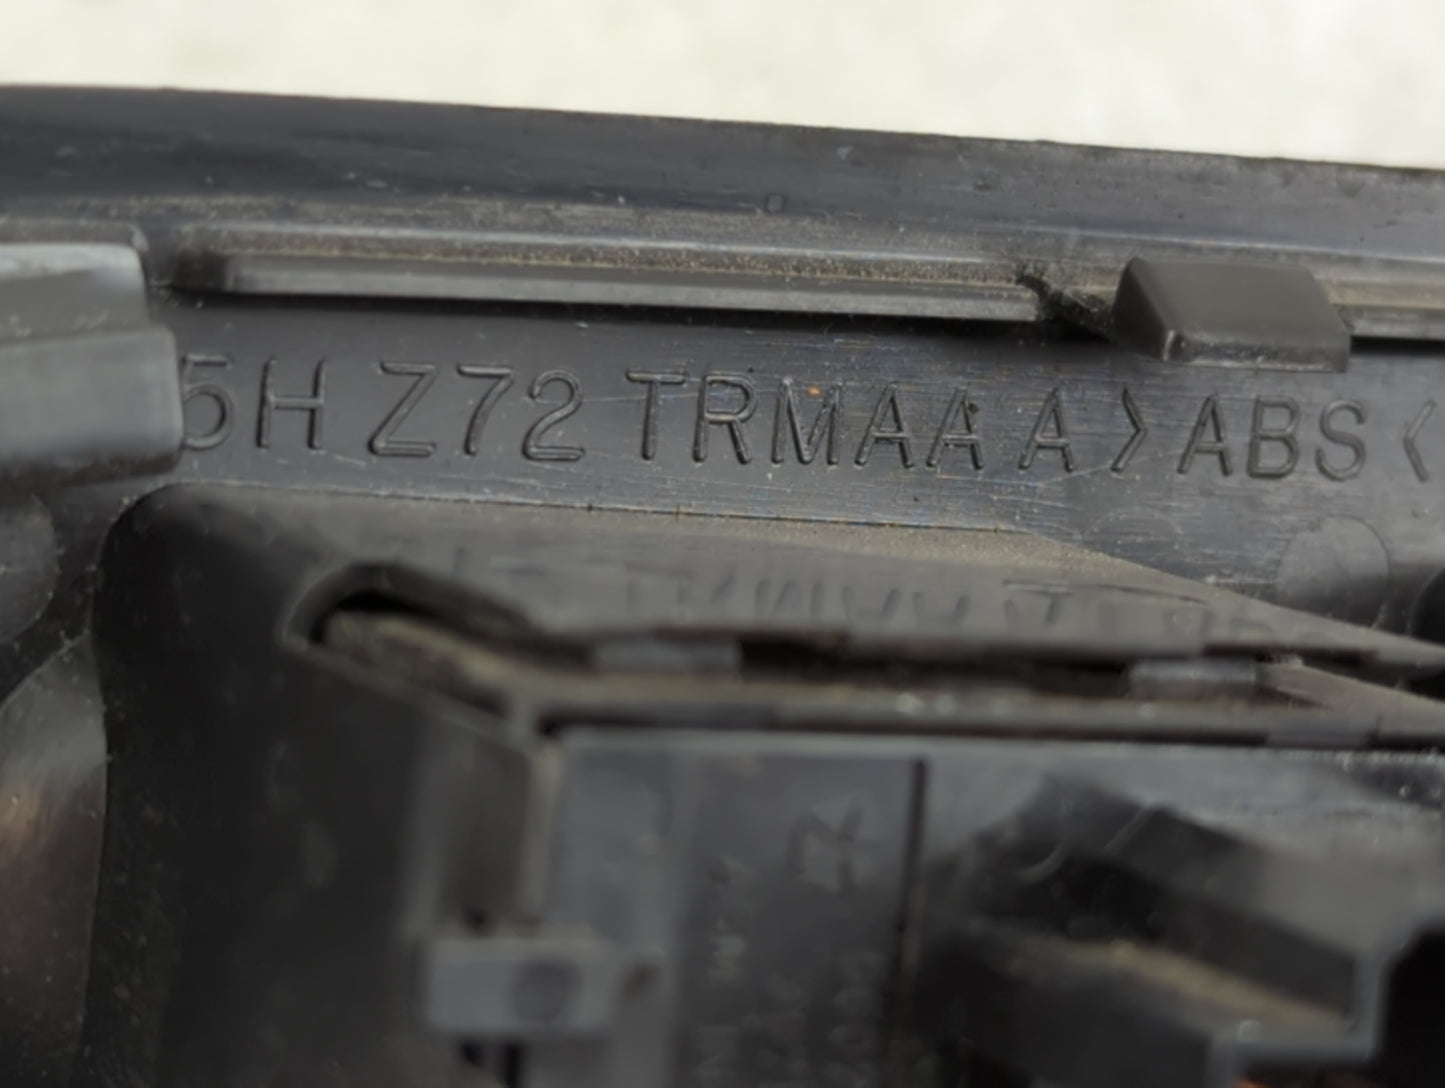 5H Z72 TRMAA A >ABS<